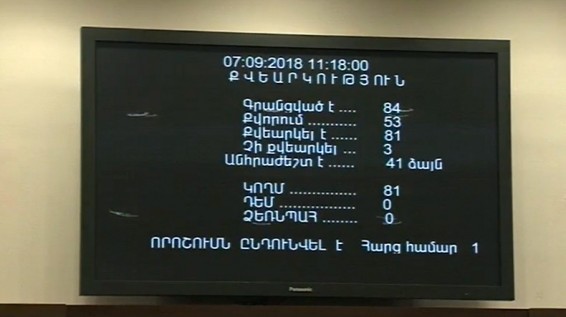 07:09:2018 11:18:00
ՔՎԵԱՐԿՈՒԹՅՈՒՆ
Գրանցված է .... 84
Քվորում ........... 53
Քվեարկել է ..... 81
Չի քվեարկել ... 3
Անհրաժեշտ է ...... 41 ձայն
ԿՈՂՄ ................ 81
ԴԵՄ ................... 0
ՁԵՌՆՊԱՀ ........ 0
ՈՐՈՇՈՒՄՆ ԸՆԴՈՒՆՎԵԼ է Հարց համար 1
Panasonic